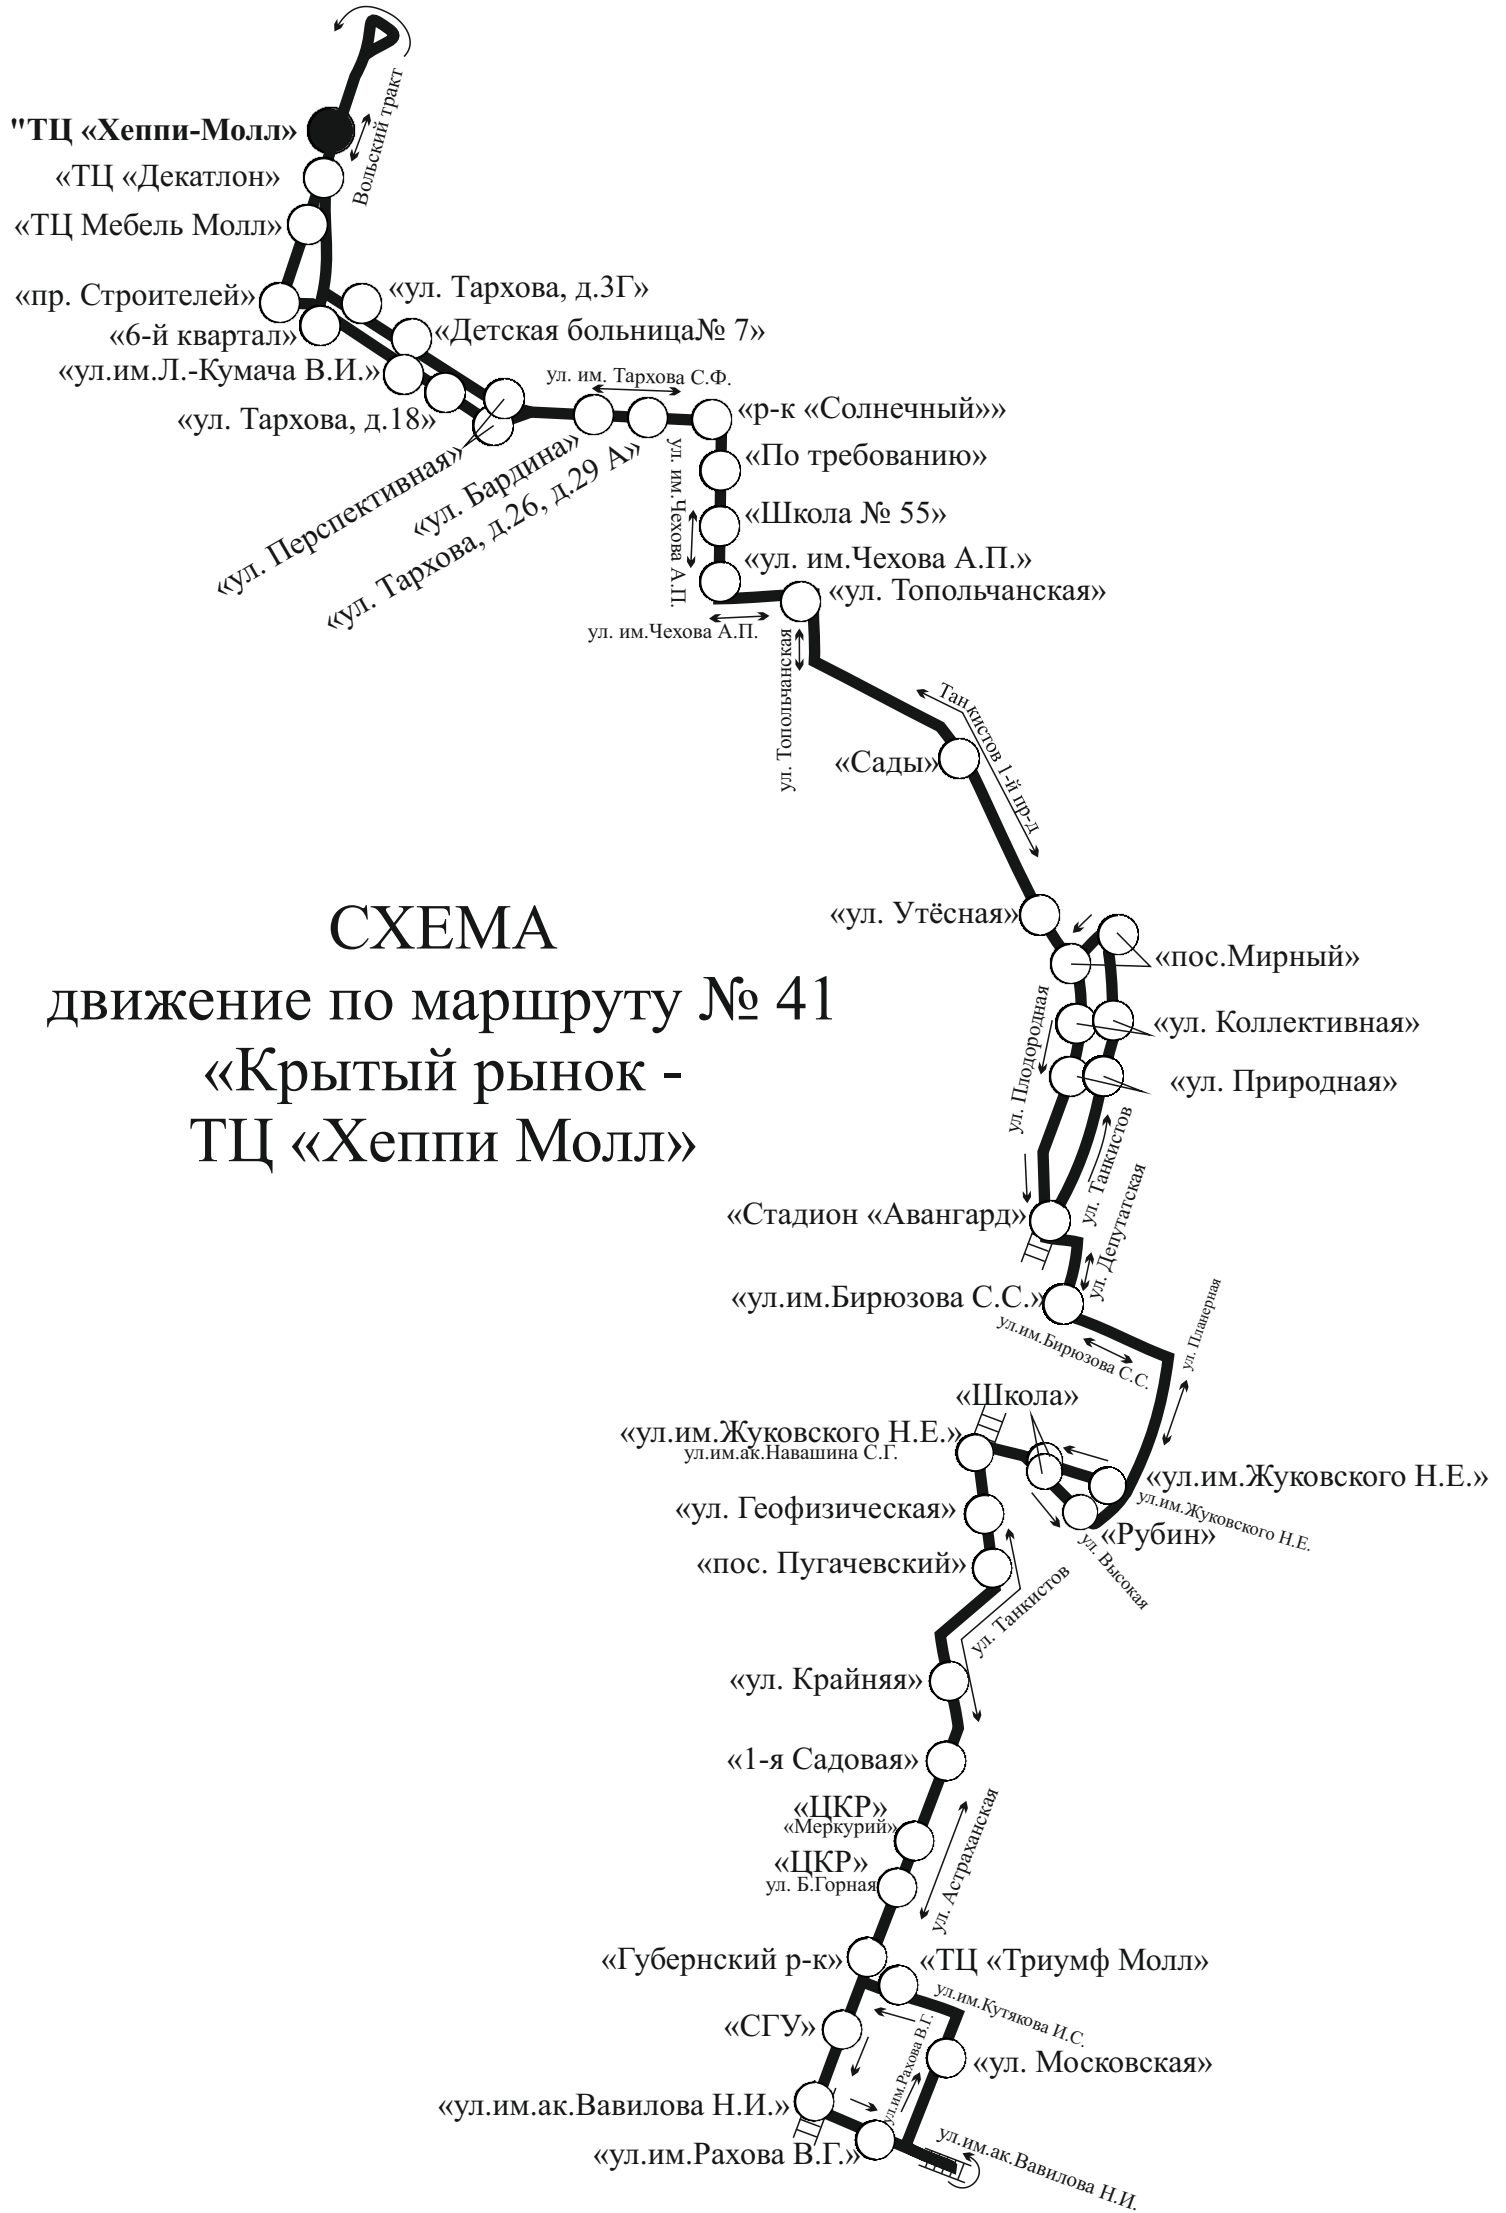 Вольский тракт
"ТЦ «Хеппи-Молл»
«ТЦ «Декатлон»
«ТЦ Мебель Молл»
«пр. Строителей»
«ул. Тархова, д.3Г»
«6-й квартал»
«Детская больница№ 7»
«ул.им.Л.-Кумача В.И.»
ул. им. Тархова С.Ф.
«ул. Тархова, д.18»
«р-к «Солнечный»»
«ул. Перспективная»
«ул. Бардина»
«ул. Тархова, д.26, д.29 А»
«По требованию»
ул. им.Чехова А.П.
«Школа № 55»
«ул. им.Чехова А.П.»
«ул. Топольчанская»
ул. им.Чехова А.П.
ул. Топольчанская
Танкистов 1-й пр-д
«Сады»
«ул. Утёсная»
СХЕМА
движение по маршруту № 41
«Крытый рынок -
ТЦ «Хеппи Молл»
«пос.Мирный»
ул. Плодородная
«ул. Коллективная»
«ул. Природная»
ул. Танкистов
«Стадион «Авангард»
ул. Депутатская
«ул.им.Бирюзова С.С.»
ул.им.Бирюзова С.С.
ул. Планерная
«Школа»
«ул.им.Жуковского Н.Е.»
ул.им.ак.Навашина С.Г.
«ул.им.Жуковского Н.Е.»
ул.им.Жуковского Н.Е.
«ул. Геофизическая»
«Рубин»
ул. Высокая
«пос. Пугачевский»
ул. Танкистов
«ул. Крайняя»
«1-я Садовая»
«ЦКР»
«Меркурий»
«ЦКР»
ул. Б.Горная
ул. Астраханская
«Губернский р-к»
«ТЦ «Триумф Молл»
ул.им.Кутякова И.С.
«СГУ»
ул.им.Рахова В.Г.
«ул. Московская»
«ул.им.ак.Вавилова Н.И.»
«ул.им.Рахова В.Г.»
ул.им.ак.Вавилова Н.И.